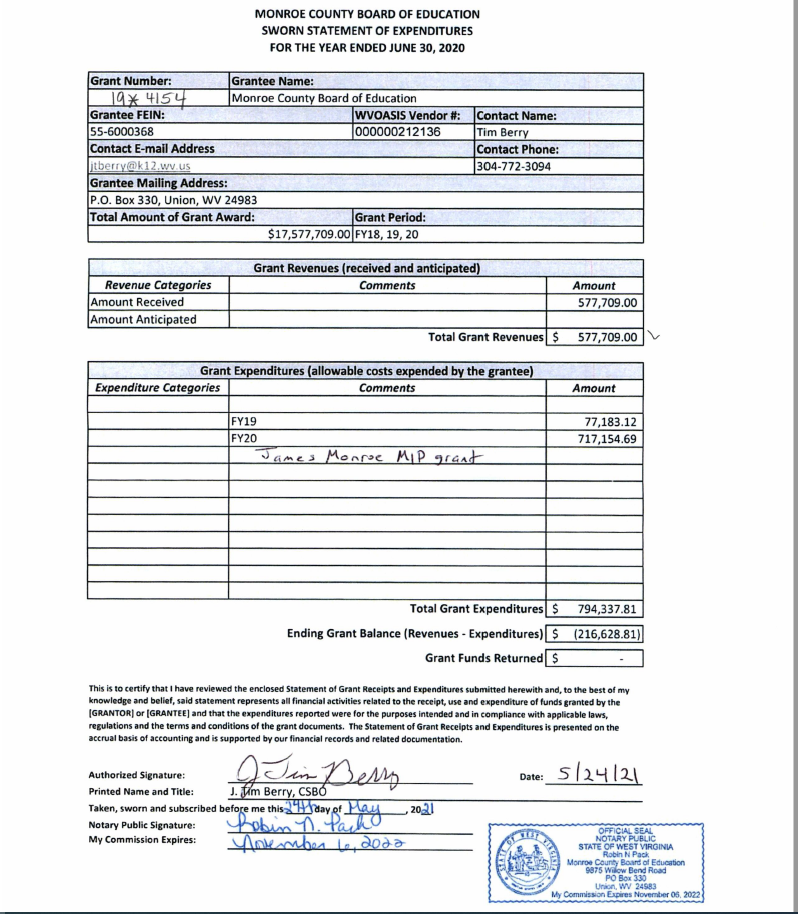 MONROE COUNTY BOARD OF EDUCATION
SWORN STATEMENT OF EXPENDITURES
FOR THE YEAR ENDED JUNE 30, 2020
Grant Number: Grantee Name:
19* 4154 Monroe County Board of Education
Grantee FEIN: WVOASIS Vendor #: Contact Name:
55-6000368 000000212136 Tim Berry
Contact E-mail Address Contact Phone:
jtberry@k12.wv.us 304-772-3094
Grantee Mailing Address:
P.O. Box 330, Union, WV 24983
Total Amount of Grant Award: Grant Period:
$17,577,709.00 FY18, 19, 20
Grant Revenues (received and anticipated)
Revenue Categories Comments Amount
Amount Received 577,709.00
Amount Anticipated
Total Grant Revenues $ 577,709.00
Grant Expenditures (allowable costs expended by the grantee)
Expenditure Categories Comments Amount
FY19 77,183.12
FY20 717,154.69
James Monroe MIP grant
Total Grant Expenditures $ 794,337.81
Ending Grant Balance (Revenues - Expenditures) $ (216,628.81)
Grant Funds Returned $ -
This is to certify that I have reviewed the enclosed Statement of Grant Receipts and Expenditures submitted herewith and, to the best of my
knowledge and belief, said statement represents all financial activities related to the receipt, use and expenditure of funds granted by the
[GRANTOR] or [GRANTEE] and that the expenditures reported were for the purposes intended and in compliance with applicable laws,
regulations and the terms and conditions of the grant documents. The Statement of Grant Receipts and Expenditures is presented on the
accrual basis of accounting and is supported by our financial records and related documentation.
Authorized Signature: J Tim Berry Date: 5/24/21
Printed Name and Title: J. Tim Berry, CSBO
Taken, sworn and subscribed before me this 24th day of May, 2021
Notary Public Signature: Robin N. Pack
My Commission Expires: November 6, 2022
OFFICIAL SEAL
NOTARY PUBLIC
STATE OF WEST VIRGINIA
Robin N Pack
Monroe County Board of Education
9875 Willow Bend Road
PO Box 330
Union, WV 24983
My Commission Expires November 06, 2022